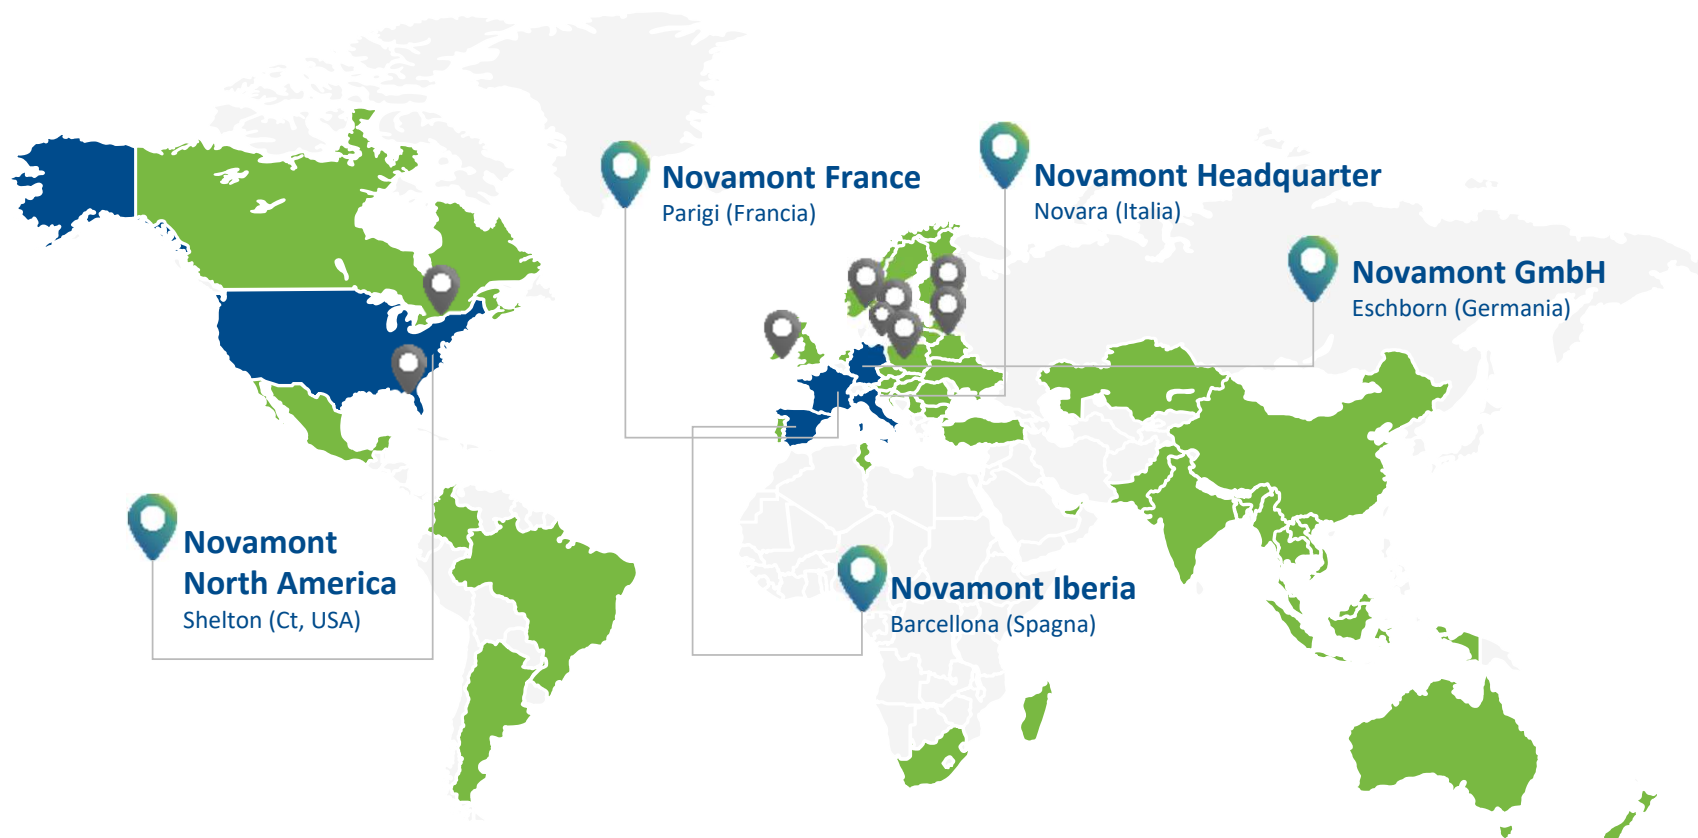 Novamont France
Parigi (Francia)
Novamont Headquarter
Novara (Italia)
Novamont GmbH
Eschborn (Germania)
Novamont
North America
Shelton (Ct, USA)
Novamont Iberia
Barcellona (Spagna)